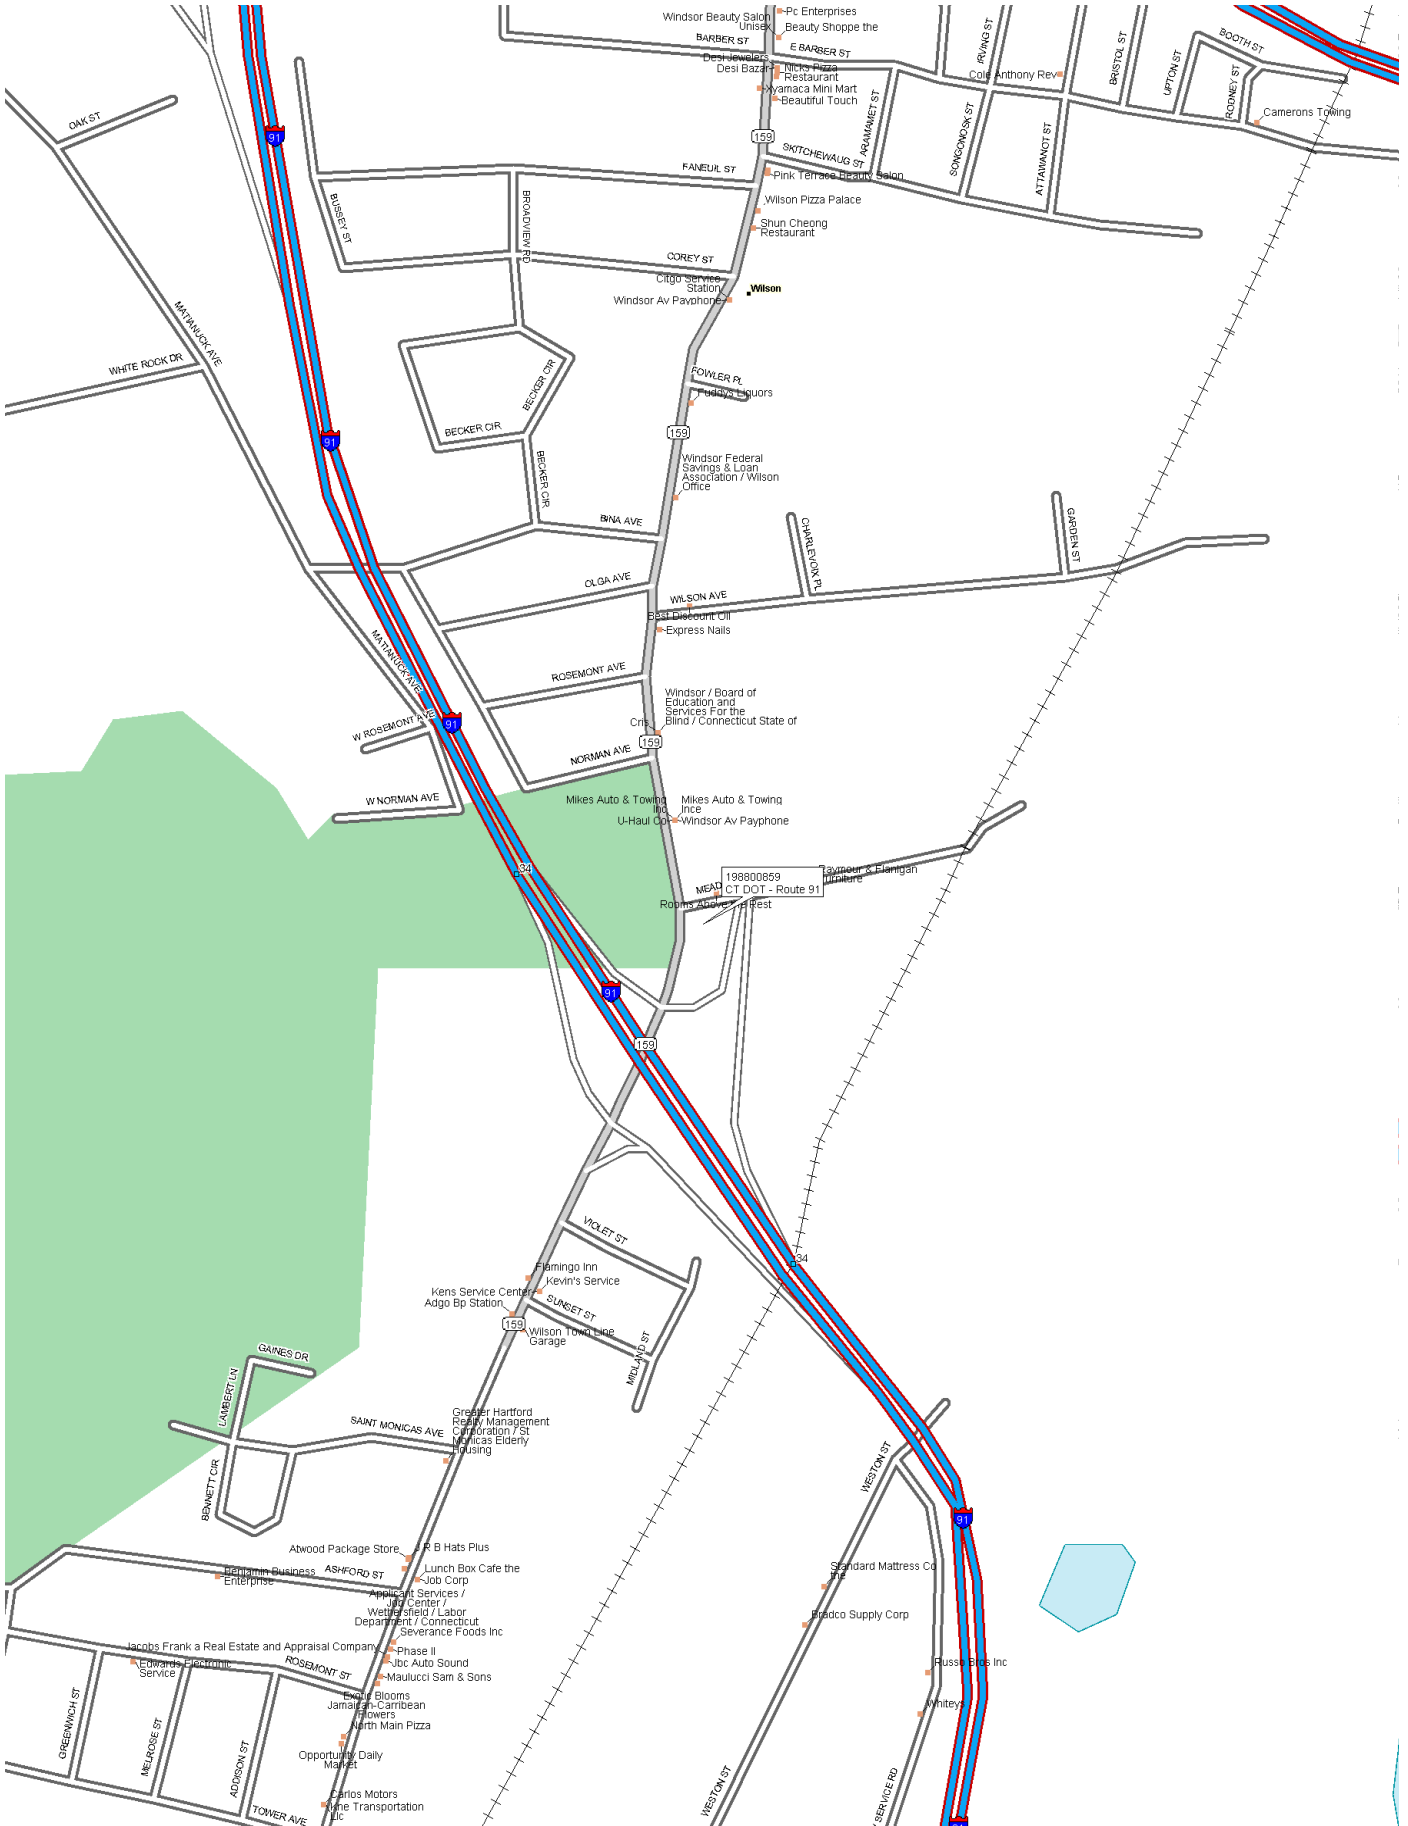 Windsor Beauty Salon
Unisex
Pc Enterprises
Beauty Shoppe the
BARBER ST
E BARBER ST
Desi Jewelers
Desi Bazar
Nicks Pizza
Restaurant
Xyamaca Mini Mart
Beautiful Touch
IRVING ST
Cole Anthony Rev
BRISTOL ST
UPTON ST
BOOTH ST
RODNEY ST
Camerons Towing
OAK ST
91
159
ARAMAMET ST
SONGONOSK ST
ATTAWANOT ST
SKITCHEWAUG ST
FANEUIL ST
Pink Terrace Beauty Salon
BUSSEY ST
BROADVIEW RD
Wilson Pizza Palace
Shun Cheong
Restaurant
COREY ST
Citgo Service
Station
Wilson
Windsor Av Payphone
MATIANUCK AVE
WHITE ROCK DR
BECKER CIR
FOWLER PL
Fuddys Liquors
BECKER CIR
91
159
Windsor Federal
Savings & Loan
Association / Wilson
Office
BECKER CIR
BINA AVE
CHARLEVOIX PL
GARDEN ST
OLGA AVE
WILSON AVE
Best Discount Oil
Express Nails
MATIANUCK AVE
ROSEMONT AVE
Windsor / Board of
Education and
Services For the
Blind / Connecticut State of
Cris
W ROSEMONT AVE
91
159
NORMAN AVE
W NORMAN AVE
Mikes Auto & Towing
Inc
U-Haul Co
Mikes Auto & Towing
Ince
Windsor Av Payphone
34
198800859
CT DOT - Route 91
MEAD
Raymour & Flanigan
Furniture
Rooms Above the Rest
91
159
VIOLET ST
34
Flamingo Inn
Kevin's Service
Kens Service Center
Adgo Bp Station
SUNSET ST
159
Wilson Town Line
Garage
MIDLAND ST
GAINES DR
LAMBERT LN
SAINT MONICAS AVE
Greater Hartford
Realty Management
Corporation / St
Monicas Elderly
Housing
BENNETT CIR
WESTON ST
91
Atwood Package Store
J R B Hats Plus
ASHFORD ST
Lunch Box Cafe the
Job Corp
Benjamin Business
Enterprise
Applicant Services /
Job Center /
Wethersfield / Labor
Department / Connecticut
Standard Mattress Co
the
Bradco Supply Corp
Severance Foods Inc
Jacobs Frank a Real Estate and Appraisal Company
Phase II
Jbc Auto Sound
Edwards Electronic
Service
ROSEMONT ST
Maulucci Sam & Sons
Russo Bros Inc
Exotic Blooms
Jamaican-Carribean
Flowers
Whiteys
North Main Pizza
GREENWICH ST
MELROSE ST
ADDISON ST
Opportunity Daily
Market
Carlos Motors
Kne Transportation
Llc
TOWER AVE
WESTON ST
SERVICE RD